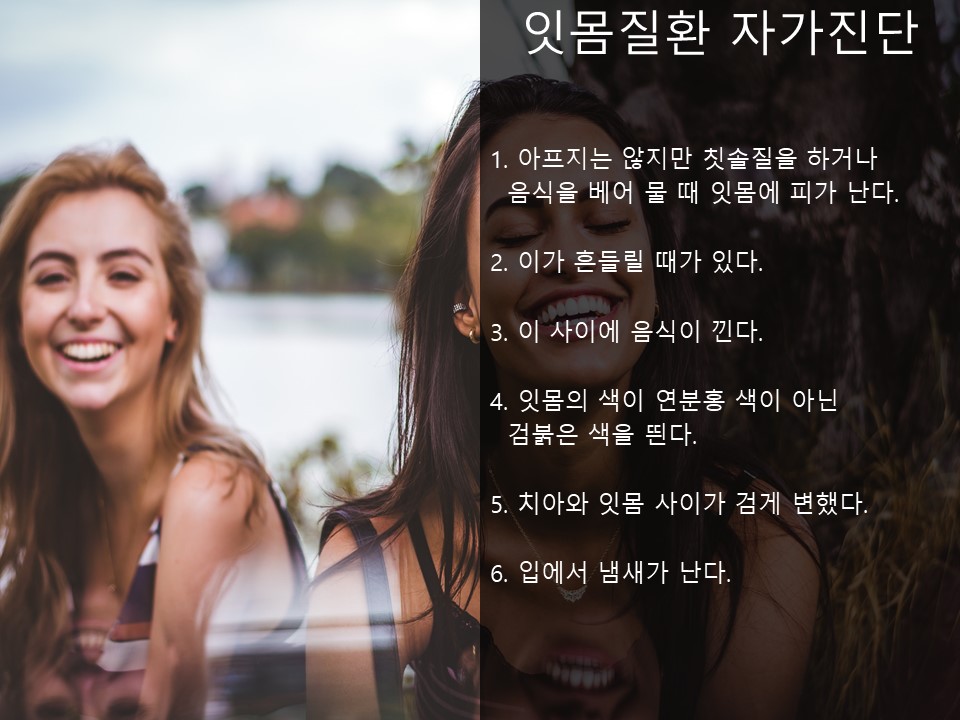 잇몸질환 자가진단
1. 아프지는 않지만 칫솔질을 하거나
음식을 베어 물 때 잇몸에 피가 난다.
2. 이가 흔들릴 때가 있다.
3. 이 사이에 음식이 낀다.
4. 잇몸의 색이 연분홍 색이 아닌
검붉은 색을 띈다.
5. 치아와 잇몸 사이가 검게 변했다.
6. 입에서 냄새가 난다.